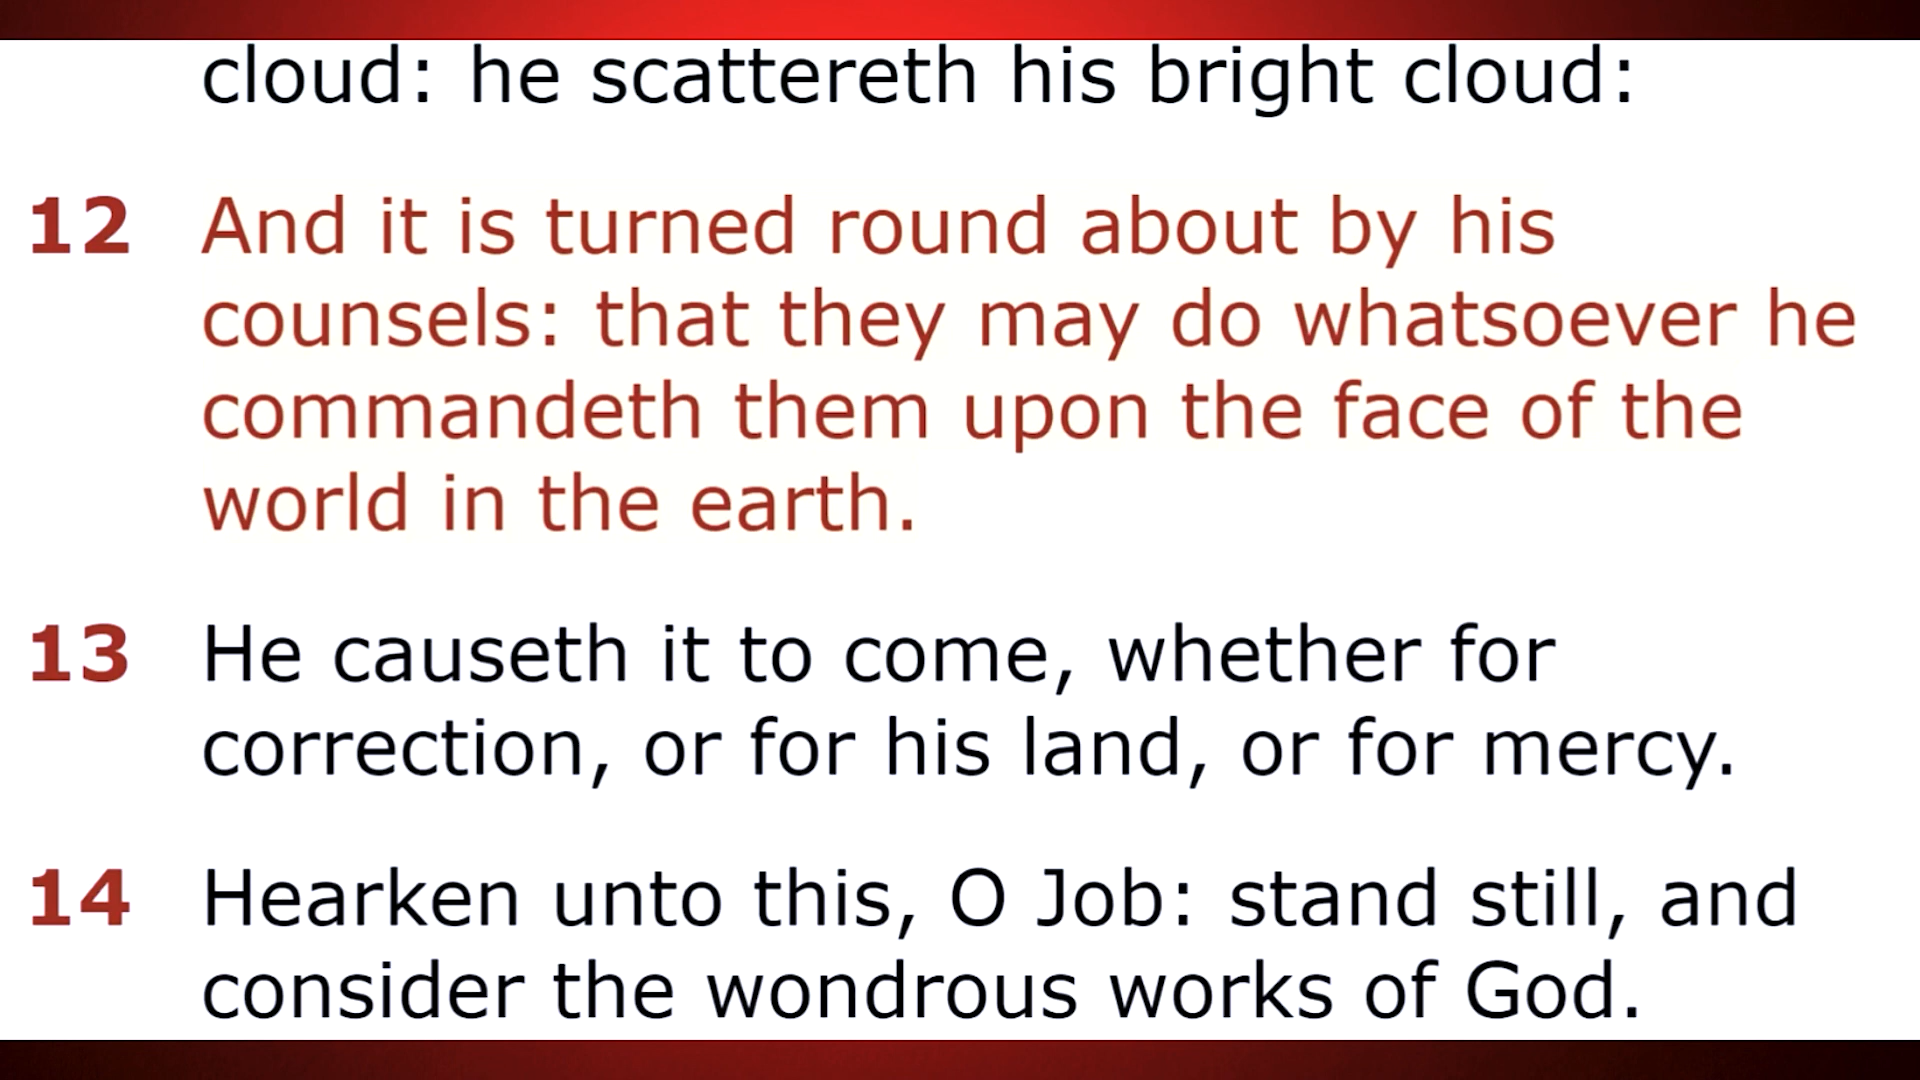 cloud: he scattereth his bright cloud:
12 And it is turned round about by his
counsels: that they may do whatsoever he
commandeth them upon the face of the
world in the earth.
13 He causeth it to come, whether for
correction, or for his land, or for mercy.
14 Hearken unto this, O Job: stand still, and
consider the wondrous works of God.